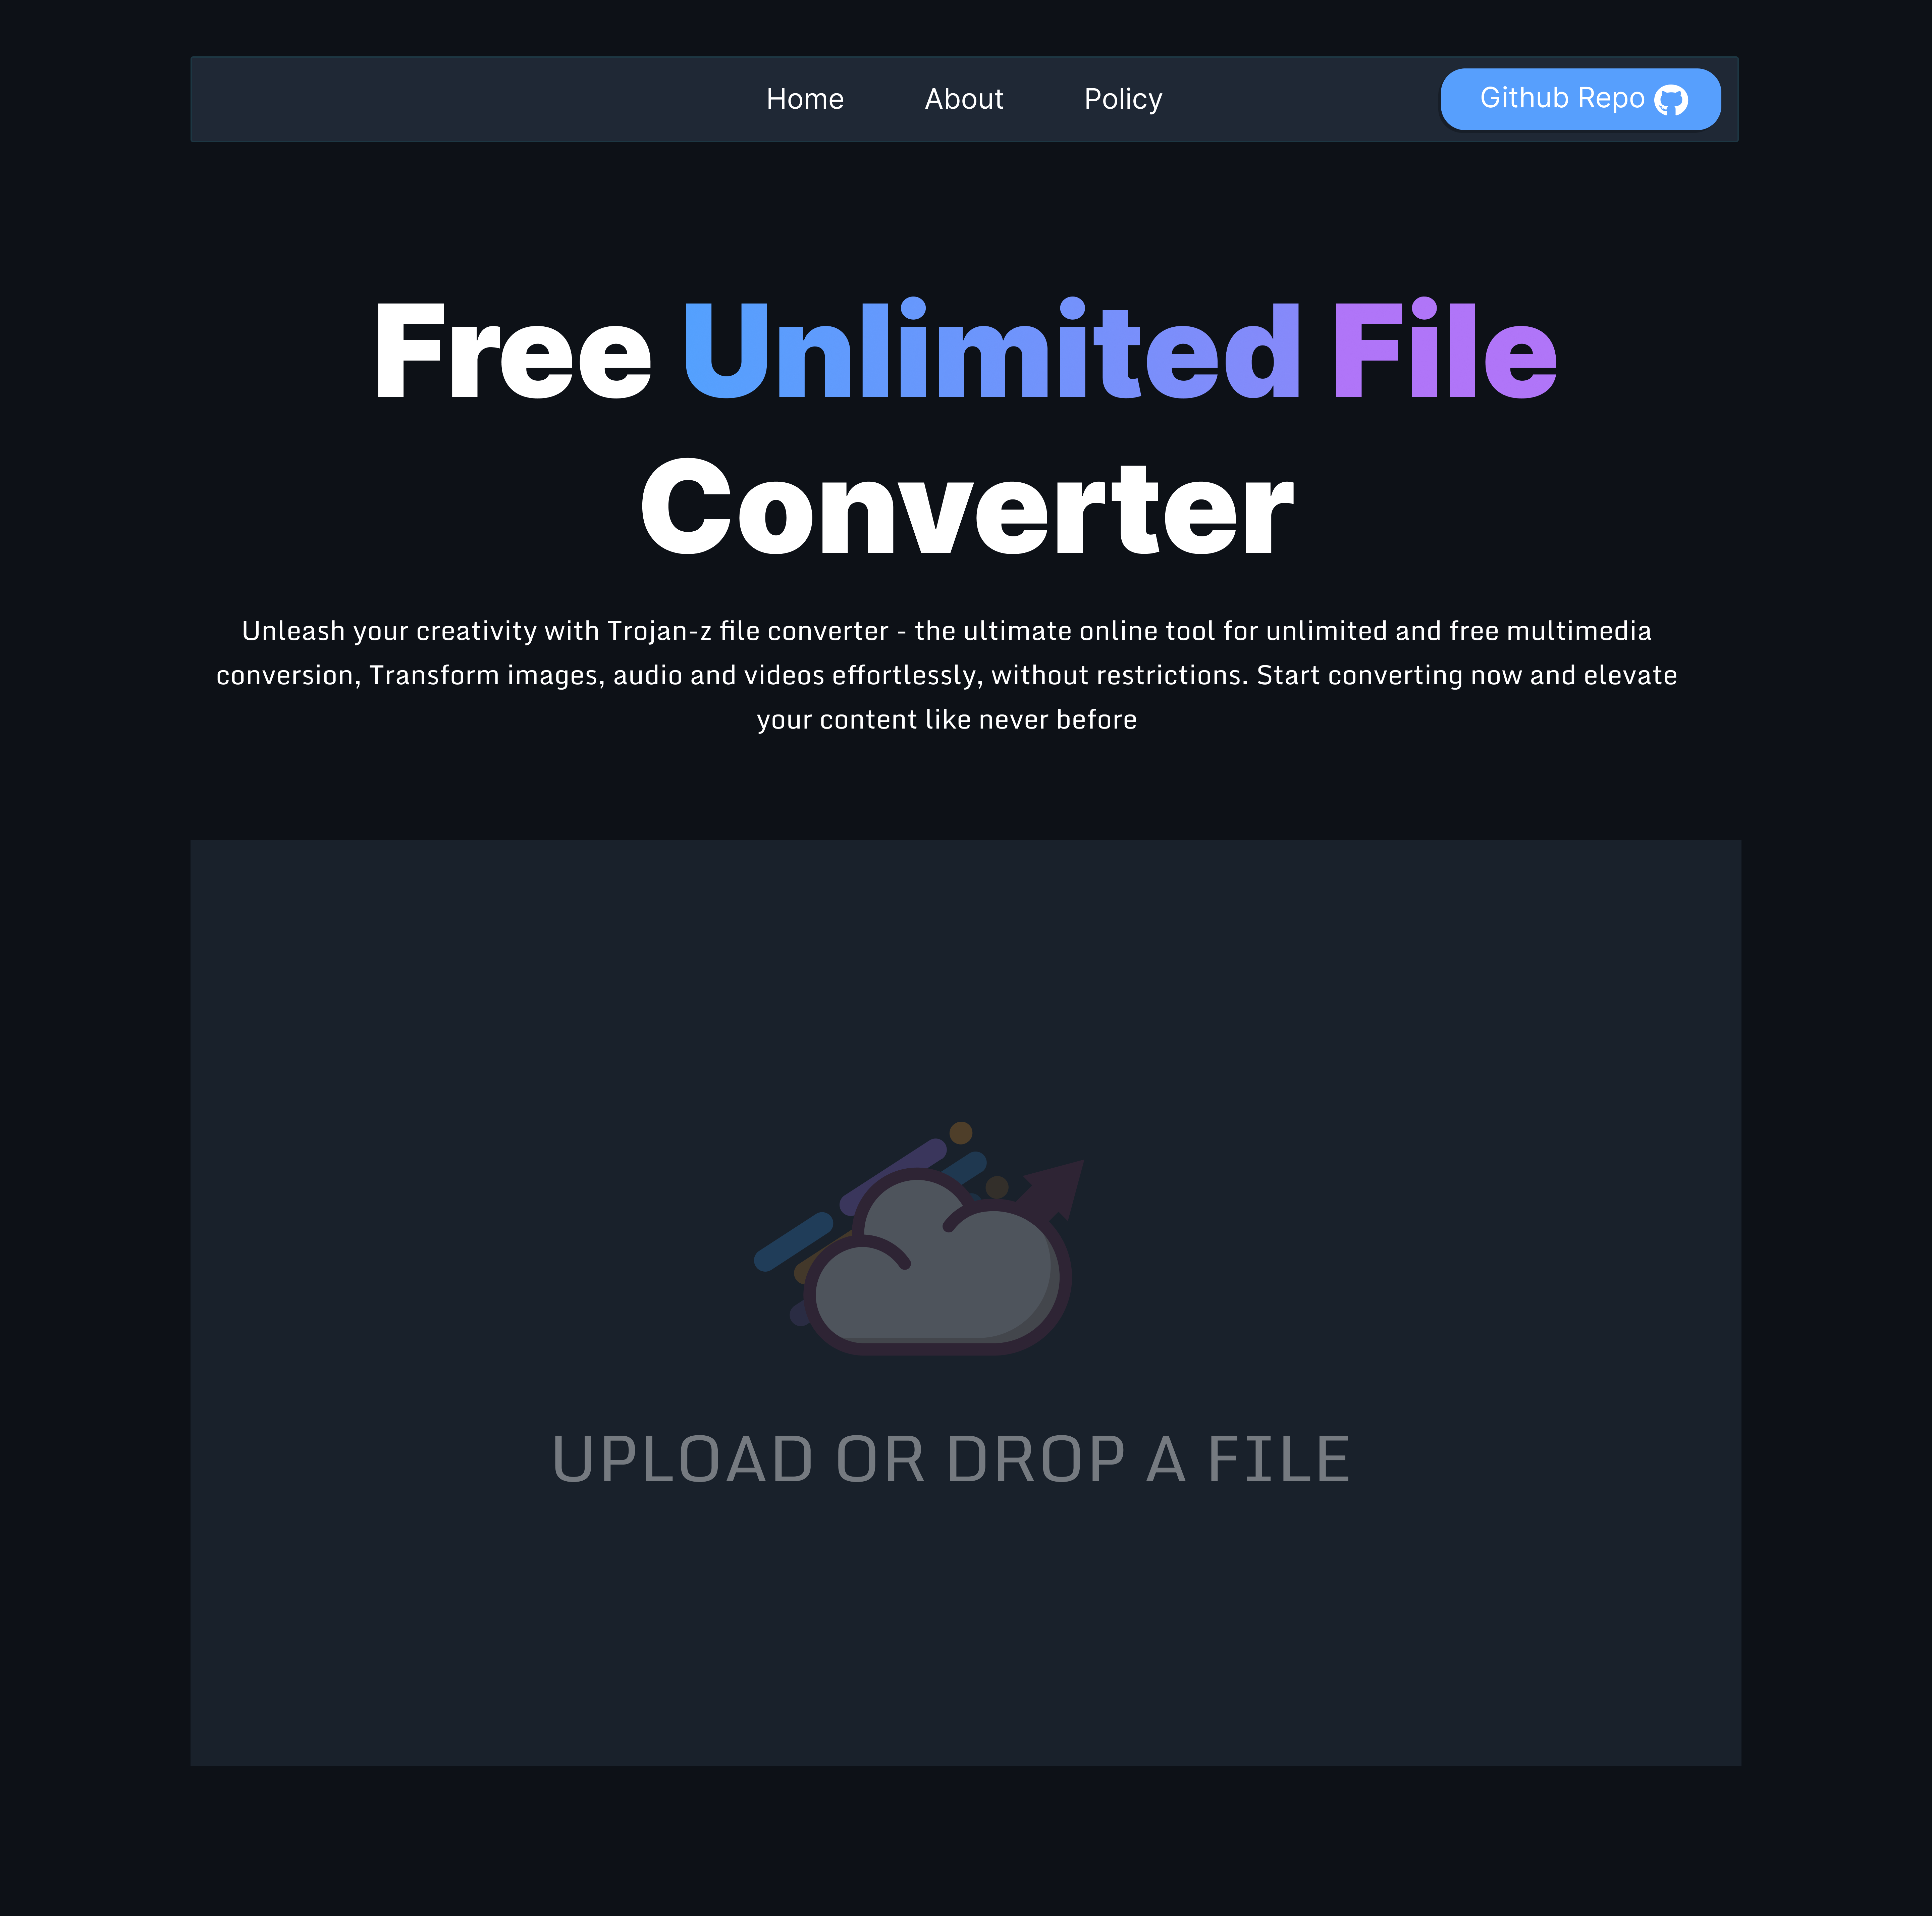 Home About Policy Github Repo
Free Unlimited File
Converter
Unleash your creativity with Trojan-z file converter - the ultimate online tool for unlimited and free multimedia
conversion, Transform images, audio and videos effortlessly, without restrictions. Start converting now and elevate
your content like never before
UPLOAD OR DROP A FILE